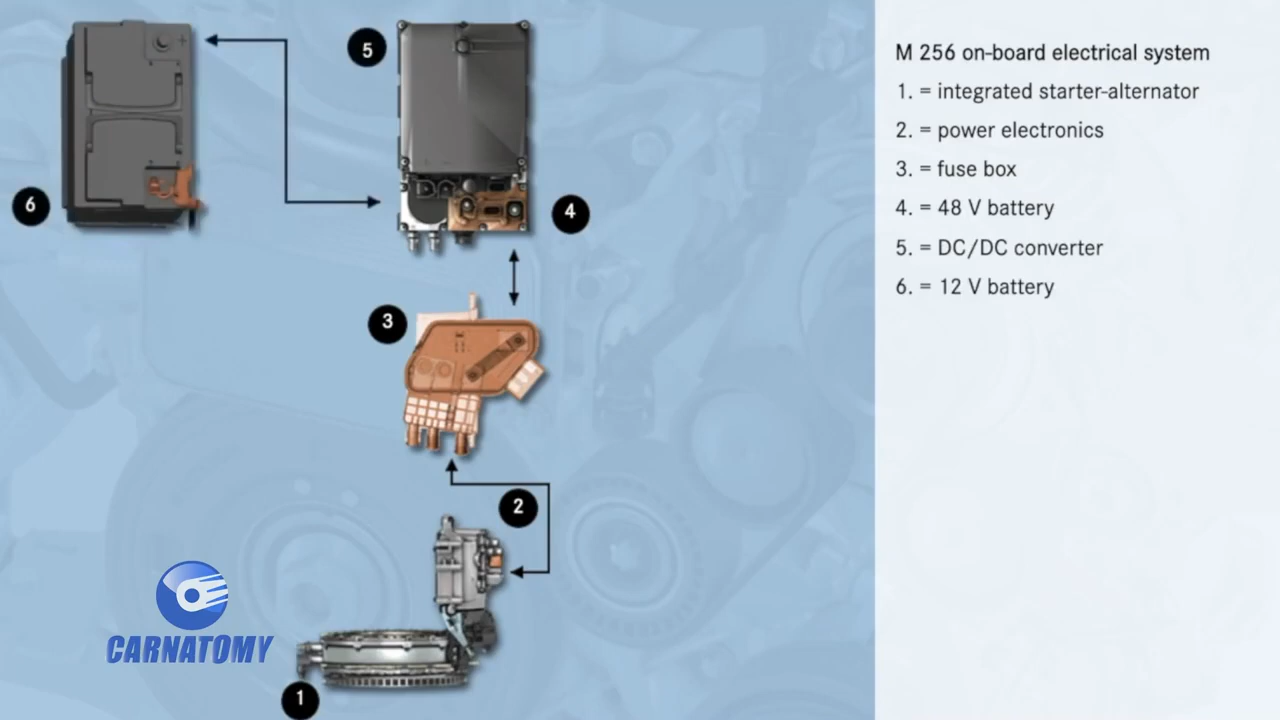 5
6
4
3
2
1
CARNATOMY
M 256 on-board electrical system
1. = integrated starter-alternator
2. = power electronics
3. = fuse box
4. = 48 V battery
5. = DC/DC converter
6. = 12 V battery